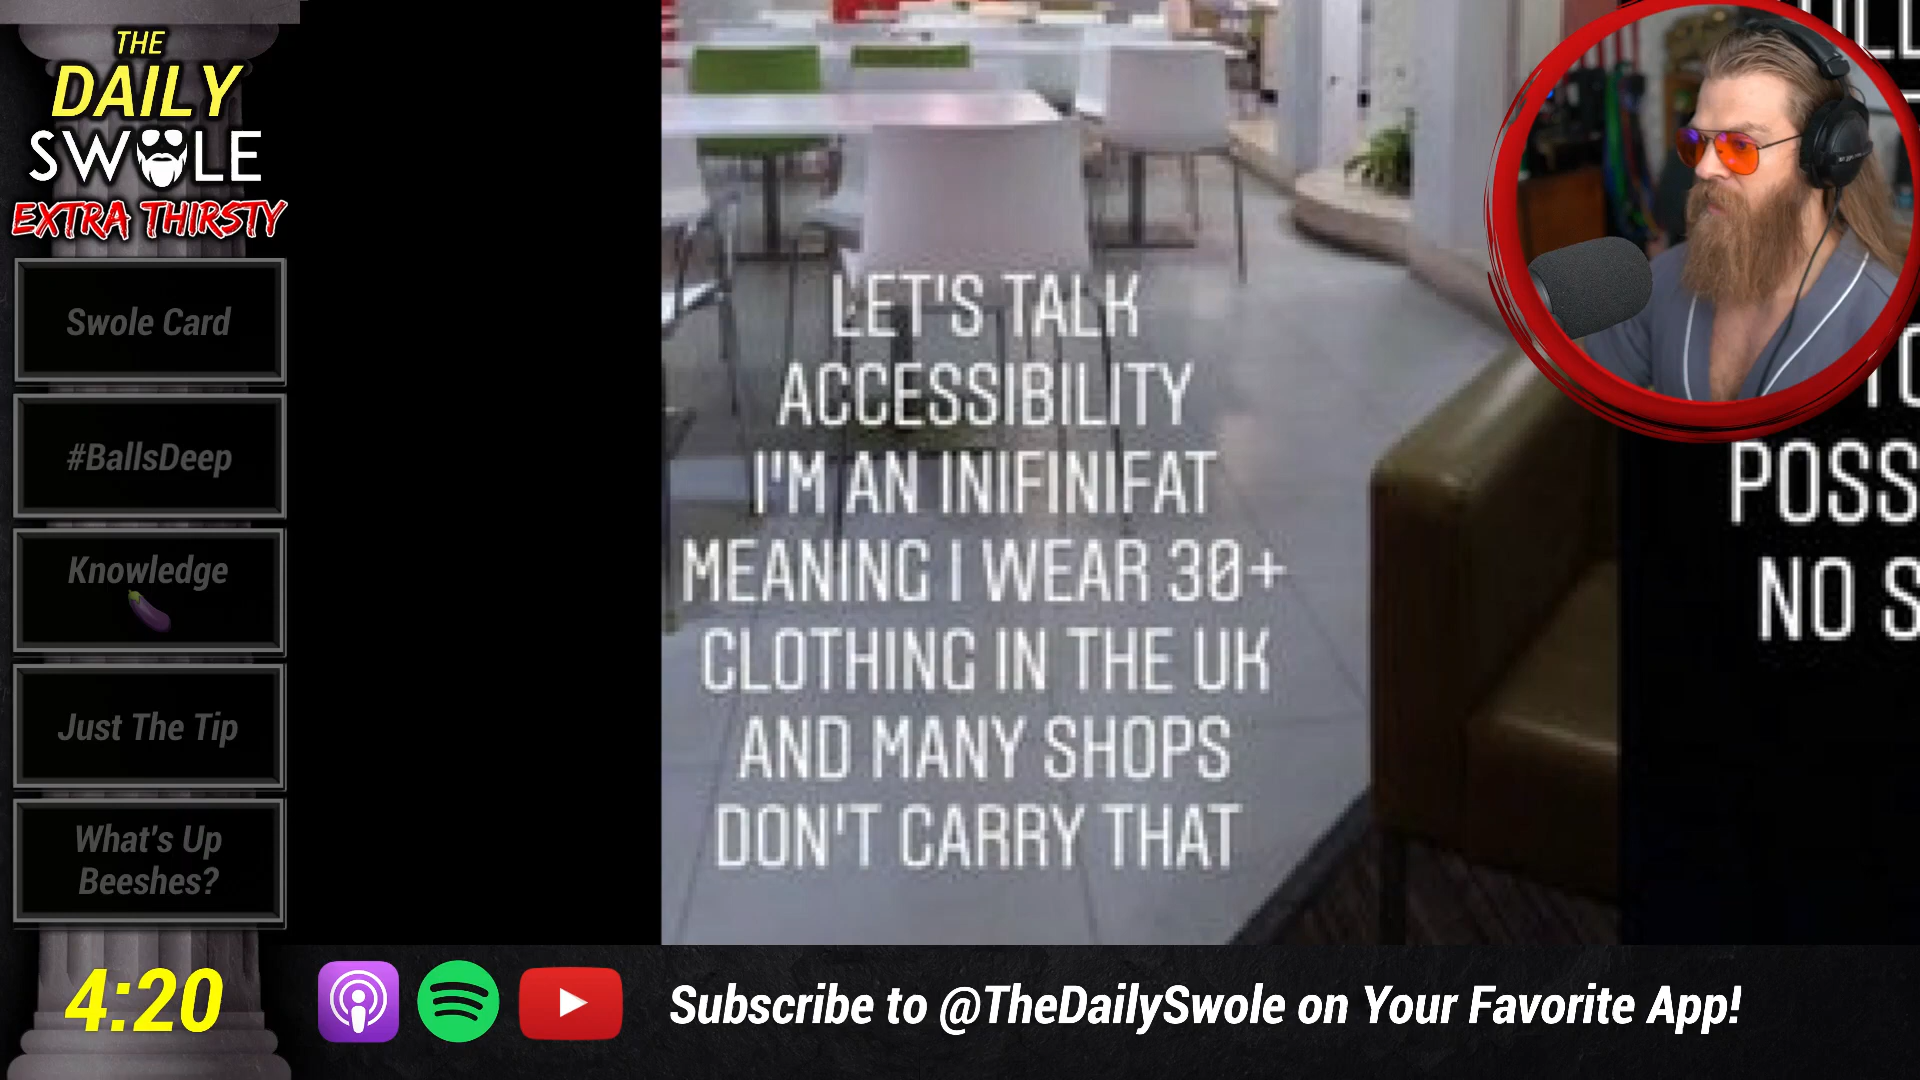 THE
DAILY
SWOLE
EXTRA THIRSTY
Swole Card
#BallsDeep
Knowledge
Just The Tip
What's Up
Beeshes?
4:20
LET'S TALK
ACCESSIBILITY
I'M AN INIFINIFAT
MEANING I WEAR 30+
CLOTHING IN THE UK
AND MANY SHOPS
DON'T CARRY THAT
POSS
NO S
Subscribe to @TheDailySwole on Your Favorite App!